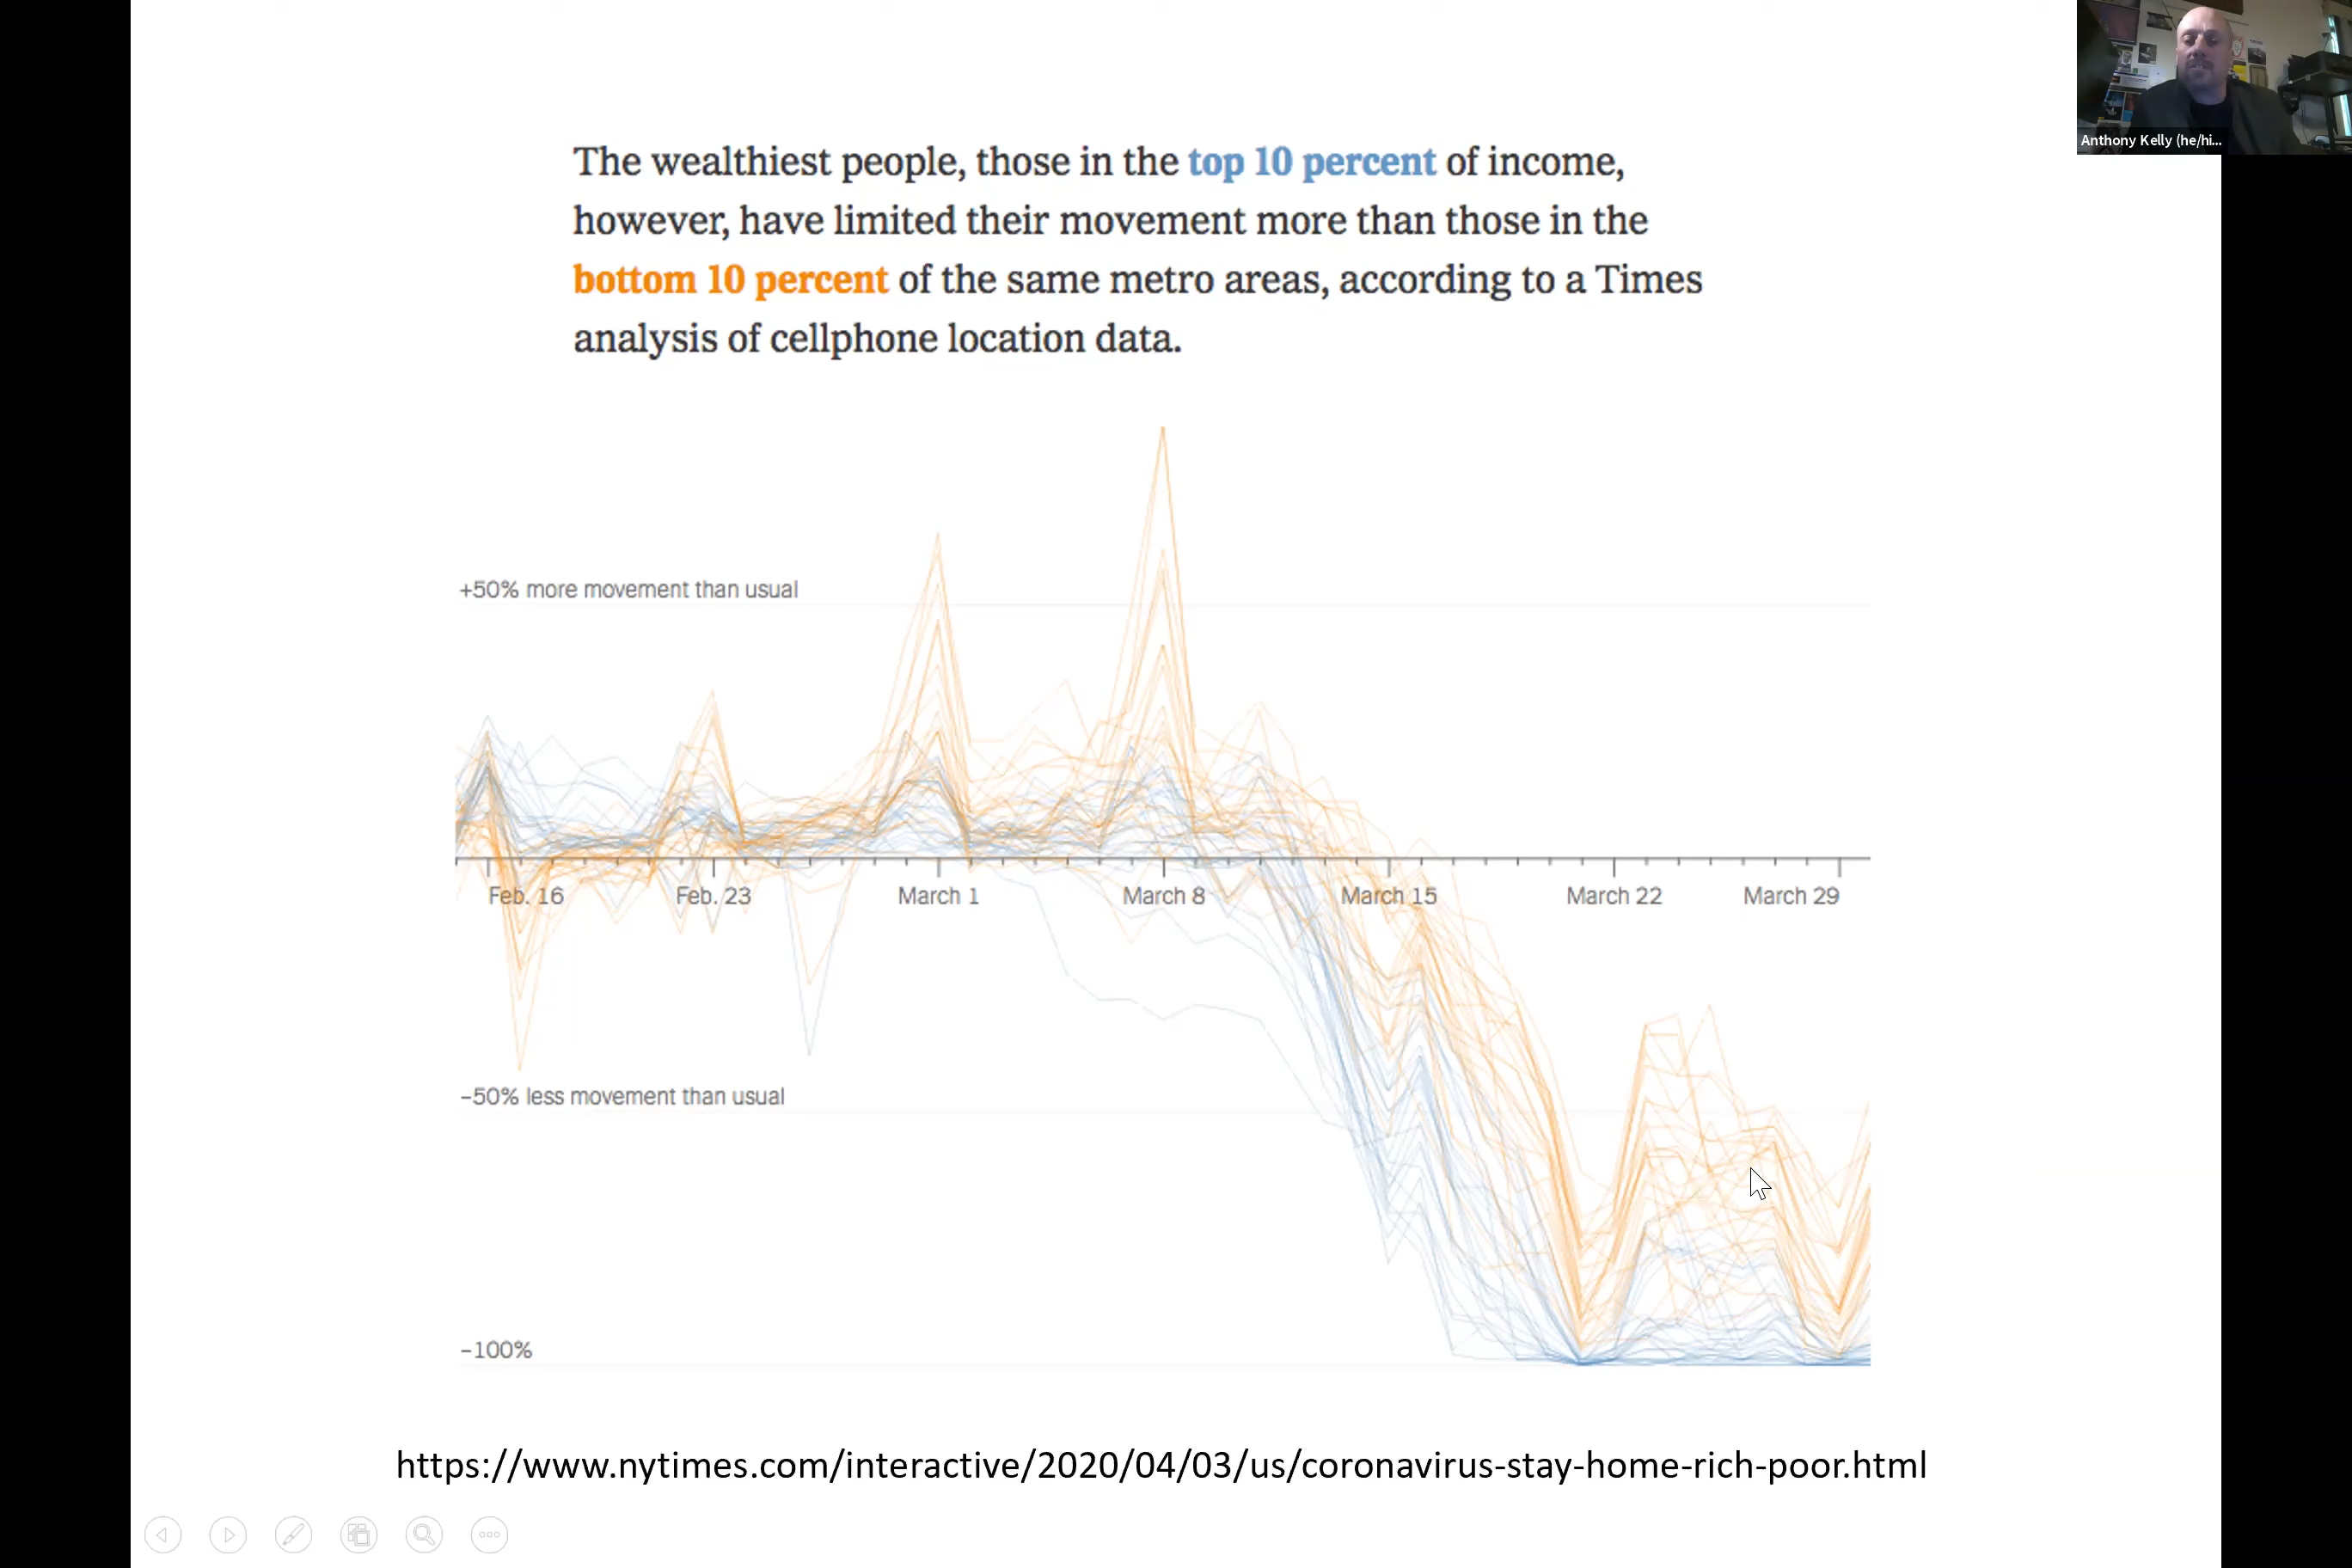 Anthony Kelly (he/hi...
The wealthiest people, those in the top 10 percent of income,
however, have limited their movement more than those in the
bottom 10 percent of the same metro areas, according to a Times
analysis of cellphone location data.
+50% more movement than usual
Feb. 16 Feb. 23 March 1 March 8 March 15 March 22 March 29
−50% less movement than usual
−100%
https://www.nytimes.com/interactive/2020/04/03/us/coronavirus-stay-home-rich-poor.html